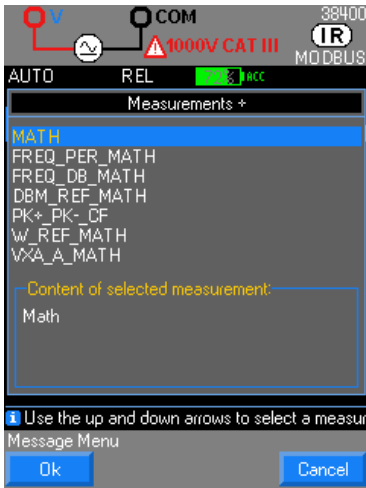 V COM 38400
1000V CAT III (IR)
MODBUS
AUTO REL ACC
Measurements +
MATH
FREQ_PER_MATH
FREQ_DB_MATH
DBM_REF_MATH
PK+_PK-_CF
W_REF_MATH
VXA_A_MATH
Content of selected measurement:
Math
Use the up and down arrows to select a measur
Message Menu
Ok Cancel